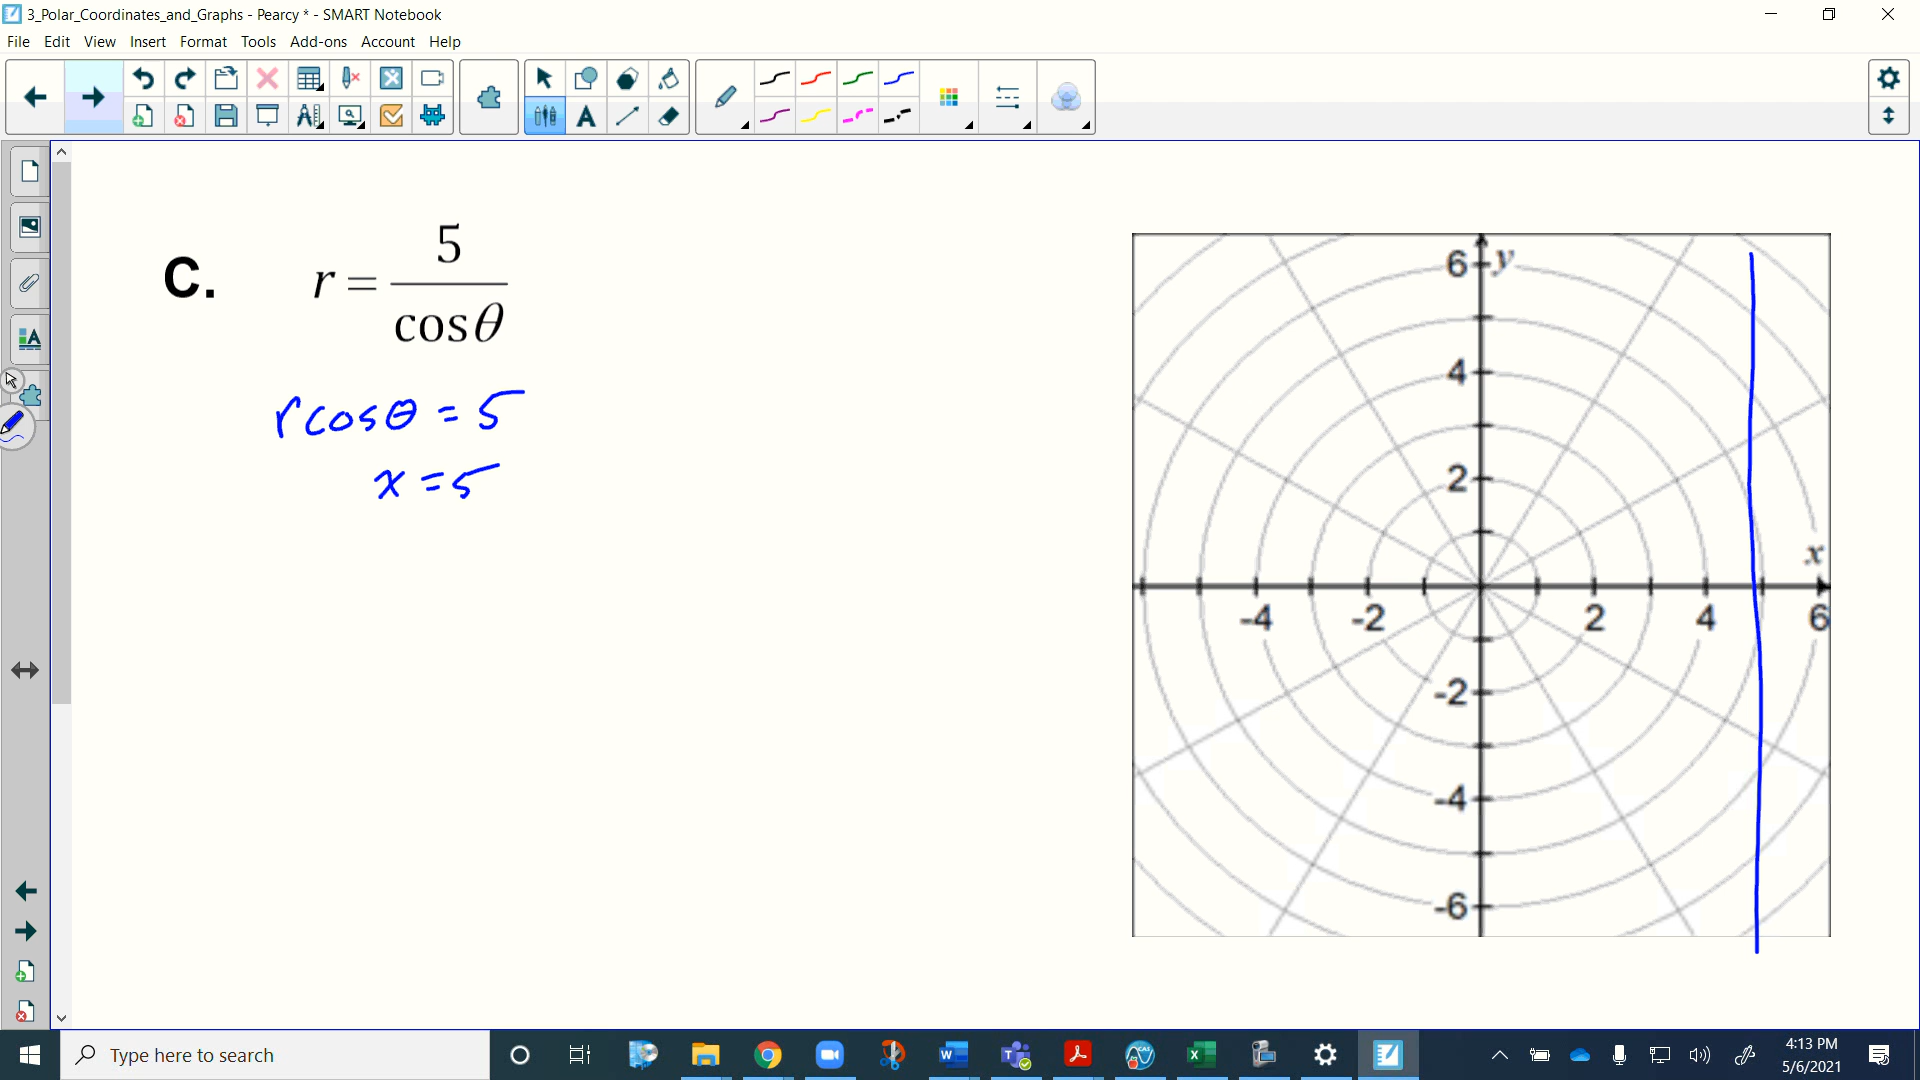 3_Polar_Coordinates_and_Graphs - Pearcy * - SMART Notebook
File Edit View Insert Format Tools Add-ons Account Help
C. r = 5/cosθ
rcosθ = 5
x = 5
6 y
4
2
x
-4 -2 2 4 6
-2
-4
-6
Type here to search
4:13 PM
5/6/2021